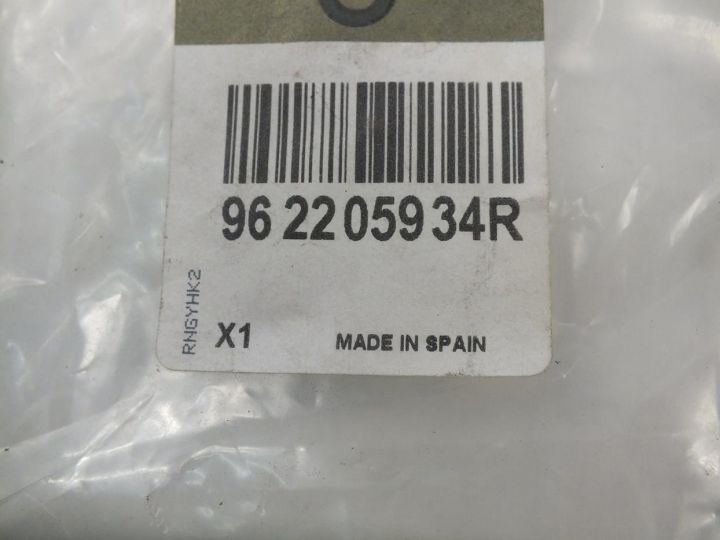 96 22 059 34R
RNGYHK2
X1
MADE IN SPAIN